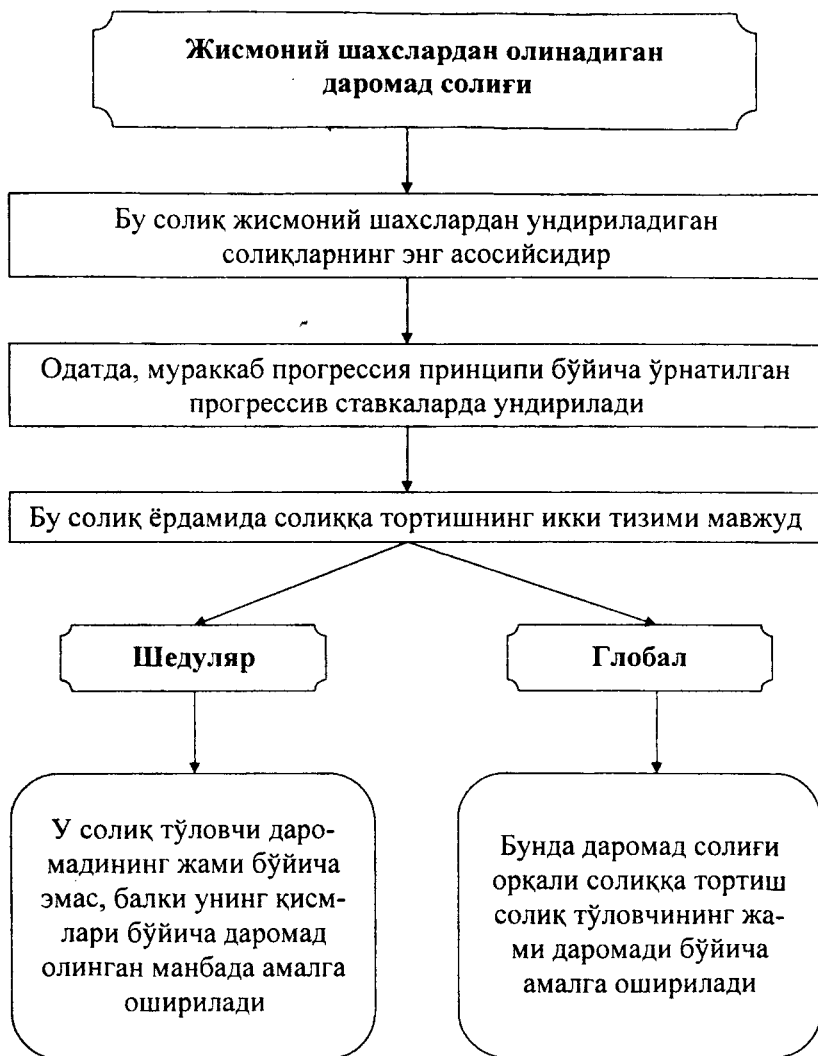 Жисмоний шахслардан олинадиган
даромад солиғи
Бу солиқ жисмоний шахслардан ундириладиган
солиқларнинг энг асосийсидир
Одатда, мураккаб прогрессия принципи бўйича ўрнатилган
прогрессив ставкаларда ундирилади
Бу солиқ ёрдамида солиққа тортишнинг икки тизими мавжуд
Шедуляр
Глобал
У солиқ тўловчи даро-
мадининг жами бўйича
эмас, балки унинг қисм-
лари бўйича даромад
олинган манбада амалга
оширилади
Бунда даромад солиғи
орқали солиққа тортиш
солиқ тўловчининг жа-
ми даромади бўйича
амалга оширилади